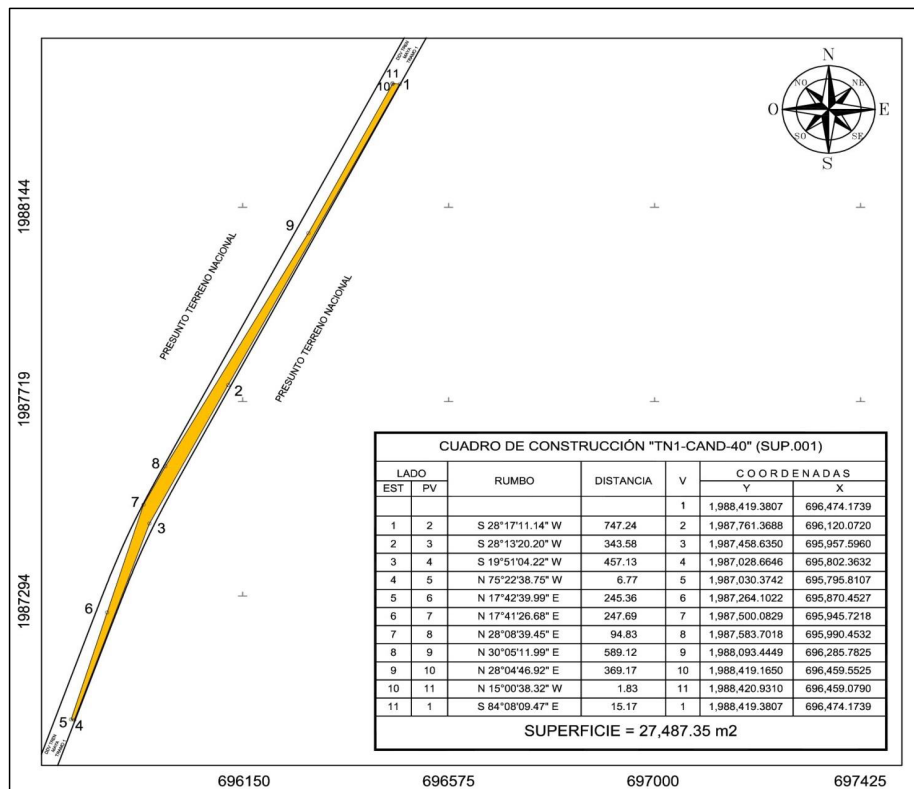 DDV TREN
MAYA
TRAMO 1
11
10
1
N
NO
NE
O
E
SO
SE
S
1988144
9
PRESUNTO TERRENO NACIONAL
PRESUNTO TERRENO NACIONAL
1987719
2
8
7
3
1987294
6
5
4
DDV TREN
MAYA
TRAMO 1
696150
696575
697000
697425
CUADRO DE CONSTRUCCIÓN "TN1-CAND-40" (SUP.001)
LADO RUMBO DISTANCIA V COORDENADAS
EST PV Y X
1 1,988,419.3807 696,474.1739
1 2 S 28°17'11.14" W 747.24 2 1,987,761.3688 696,120.0720
2 3 S 28°13'20.20" W 343.58 3 1,987,458.6350 695,957.5960
3 4 S 19°51'04.22" W 457.13 4 1,987,028.6646 695,802.3632
4 5 N 75°22'38.75" W 6.77 5 1,987,030.3742 695,795.8107
5 6 N 17°42'39.99" E 245.36 6 1,987,264.1022 695,870.4527
6 7 N 17°41'26.68" E 247.69 7 1,987,500.0829 695,945.7218
7 8 N 28°08'39.45" E 94.83 8 1,987,583.7018 695,990.4532
8 9 N 30°05'11.99" E 589.12 9 1,988,093.4449 696,285.7825
9 10 N 28°04'46.92" E 369.17 10 1,988,419.1650 696,459.5525
10 11 N 15°00'38.32" W 1.83 11 1,988,420.9310 696,459.0790
11 1 S 84°08'09.47" E 15.17 1 1,988,419.3807 696,474.1739
SUPERFICIE = 27,487.35 m2